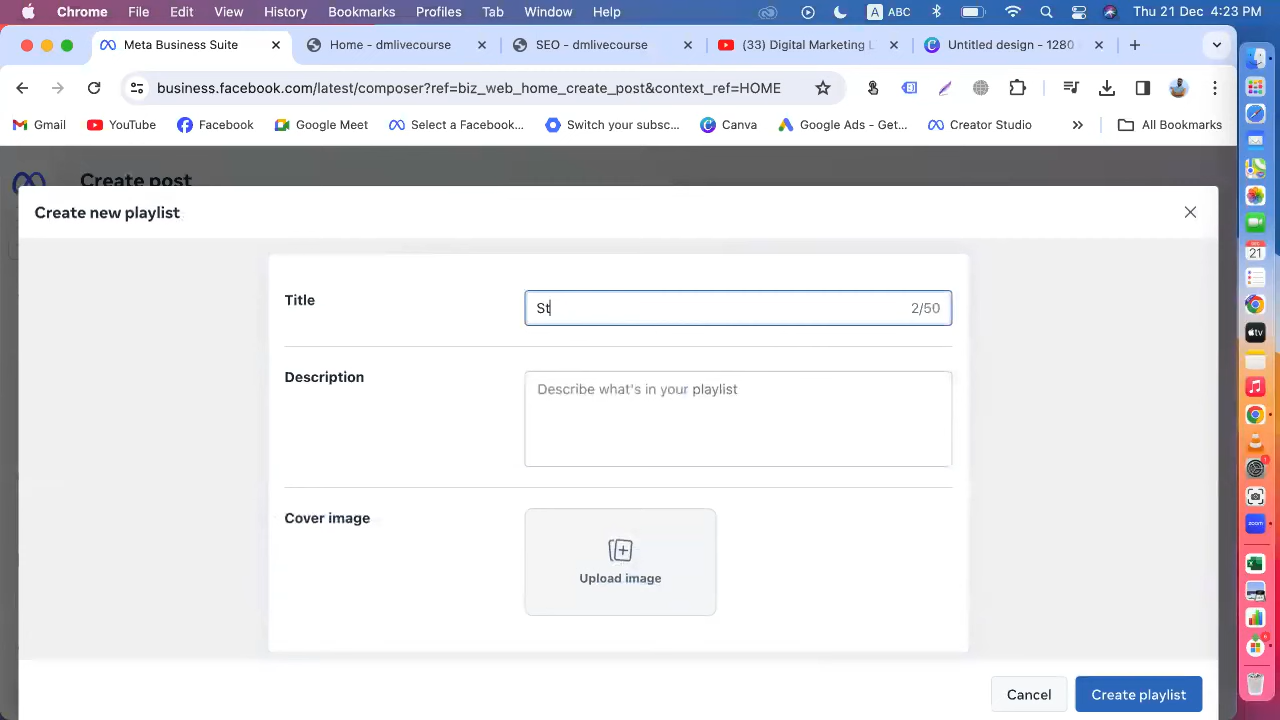 Chrome File Edit View History Bookmarks Profiles Tab Window Help A ABC Thu 21 Dec 4:23 PM
Meta Business Suite Home - dmlivecourse SEO - dmlivecourse (33) Digital Marketing L Untitled design - 1280
business.facebook.com/latest/composer?ref=biz_web_home_create_post&context_ref=HOME
Gmail YouTube Facebook Google Meet Select a Facebook... Switch your subsc... Canva Google Ads - Get... Creator Studio All Bookmarks
Create post
Create new playlist
Title
St
2/50
Description
Describe what's in your playlist
Cover image
Upload image
Cancel
Create playlist
21
tv
zoom